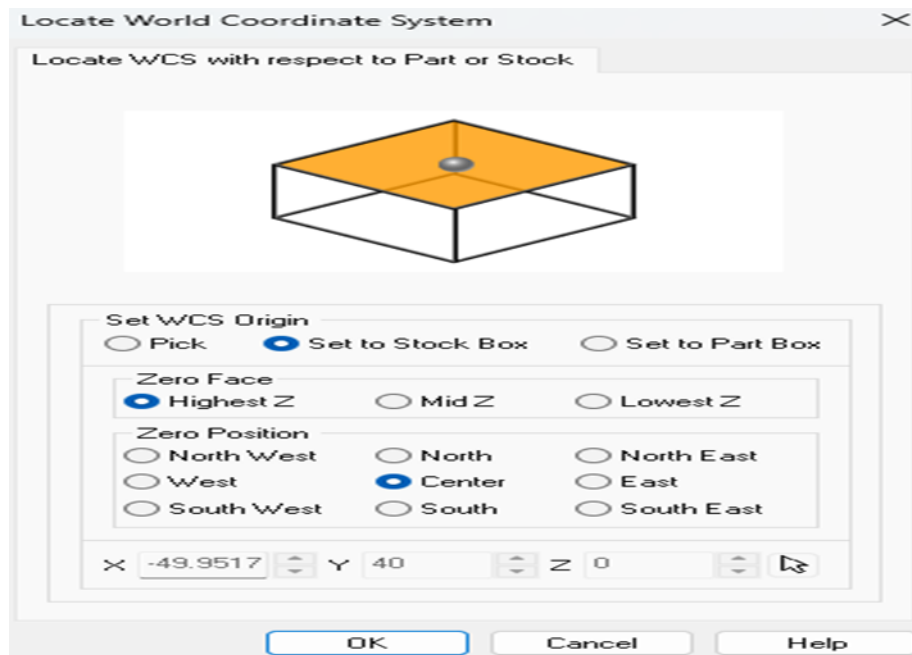 Locate World Coordinate System
Locate WCS with respect to Part or Stock
Set WCS Origin
Pick Set to Stock Box Set to Part Box
Zero Face
Highest Z Mid Z Lowest Z
Zero Position
North West North North East
West Center East
South West South South East
X -49.9517 Y 40 Z 0
OK Cancel Help